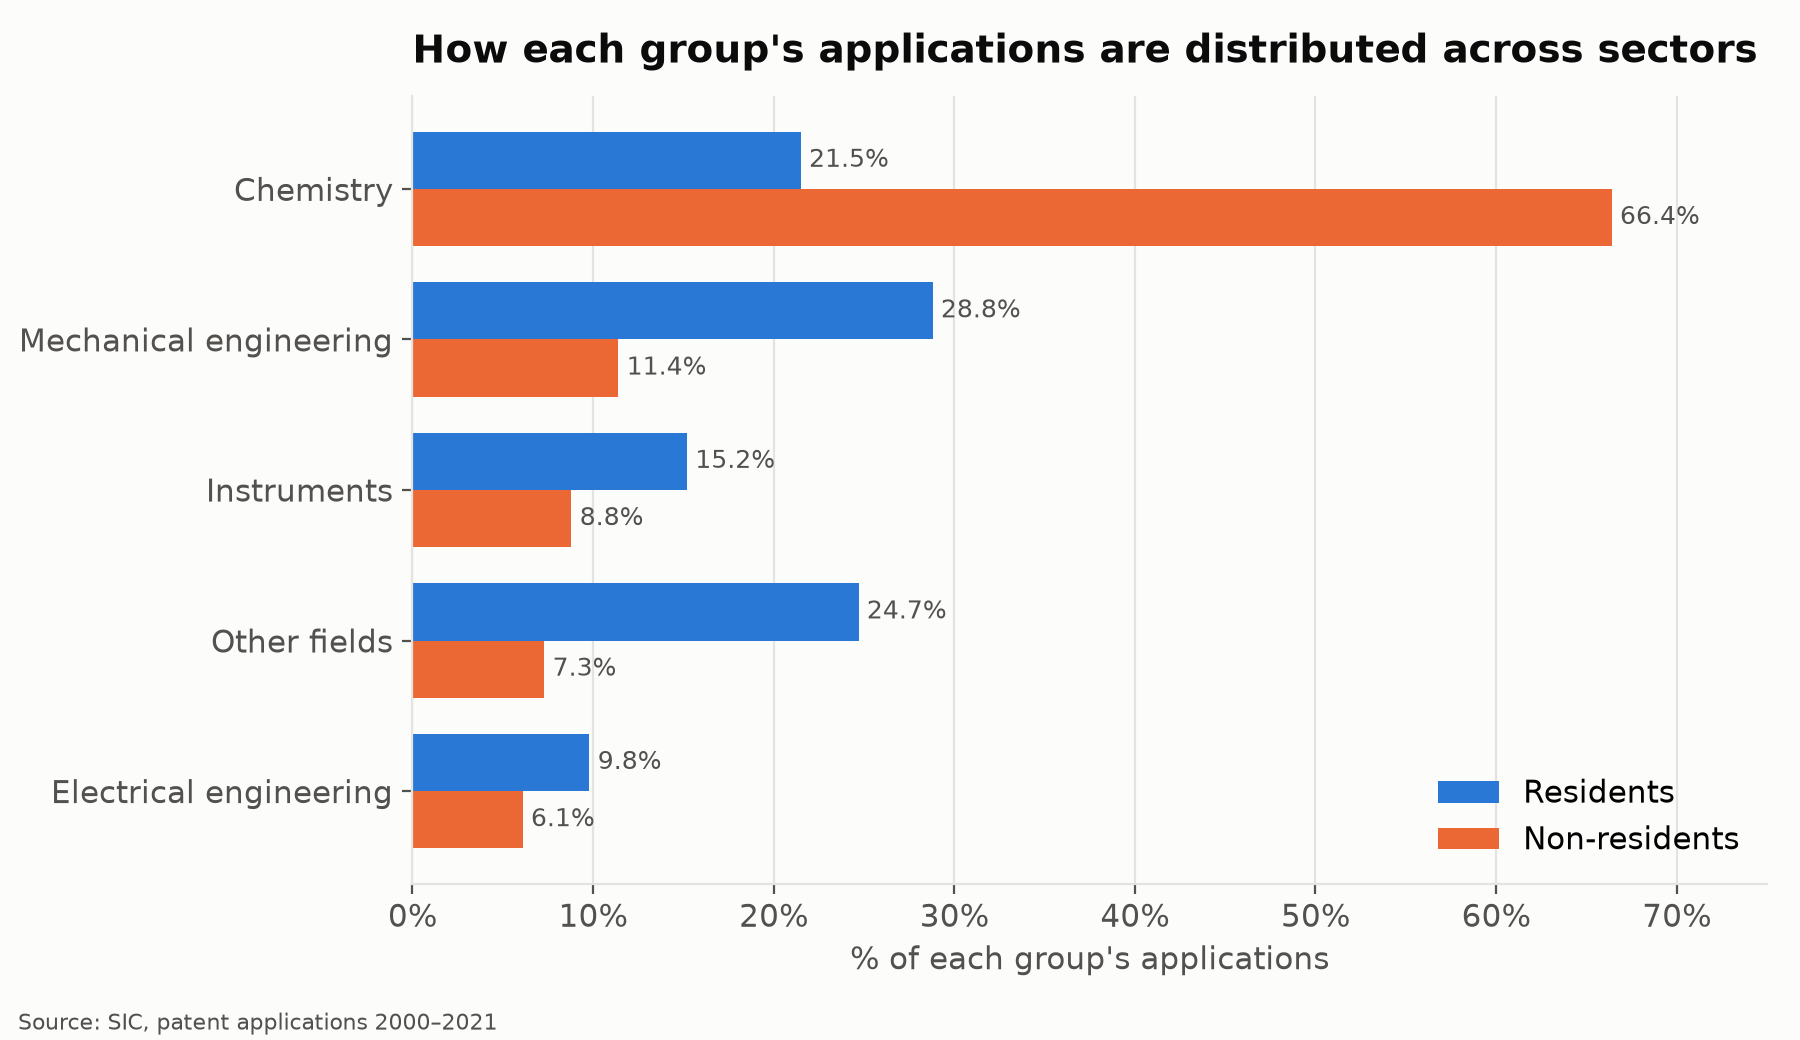 How each group's applications are distributed across sectors
Chemistry
21.5%
66.4%
Mechanical engineering
28.8%
11.4%
Instruments
15.2%
8.8%
Other fields
24.7%
7.3%
Electrical engineering
9.8%
6.1%
Residents
Non-residents
0% 10% 20% 30% 40% 50% 60% 70%
% of each group's applications
Source: SIC, patent applications 2000–2021